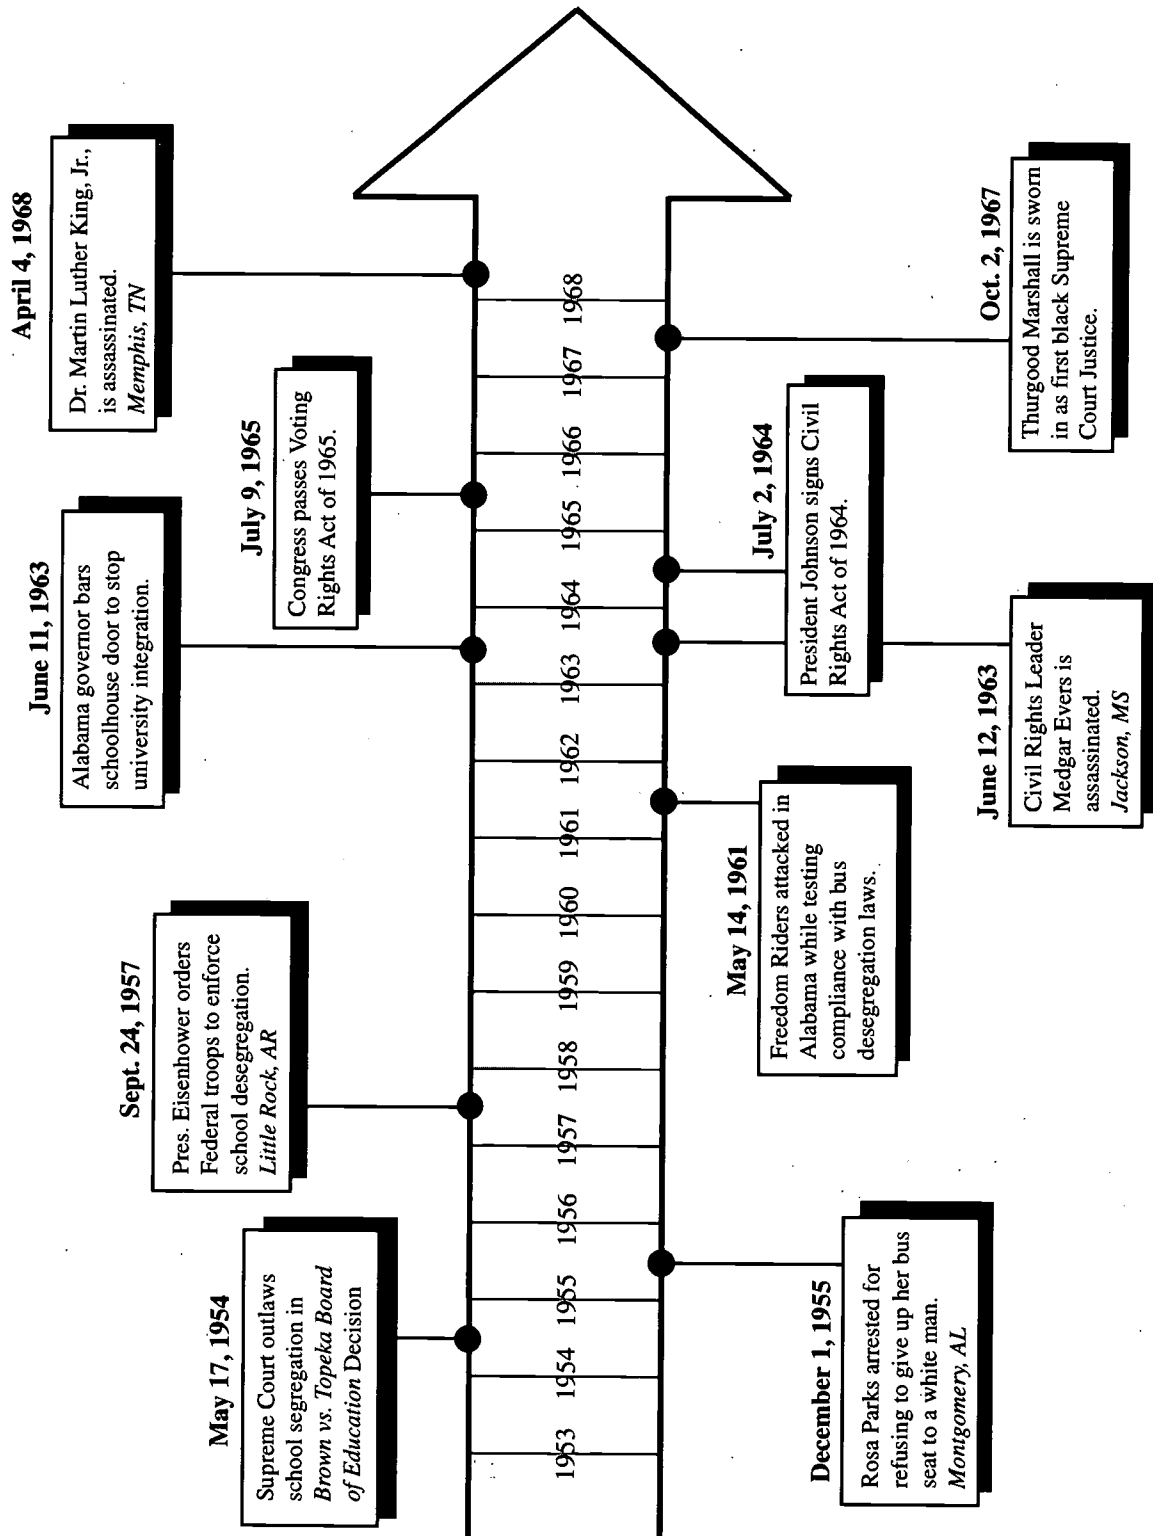 May 17, 1954
Supreme Court outlaws
school segregation in
Brown vs. Topeka Board
of Education Decision
Sept. 24, 1957
Pres. Eisenhower orders
Federal troops to enforce
school desegregation.
Little Rock, AR
June 11, 1963
Alabama governor bars
schoolhouse door to stop
university integration.
July 9, 1965
Congress passes Voting
Rights Act of 1965.
April 4, 1968
Dr. Martin Luther King, Jr.,
is assassinated.
Memphis, TN
1953 1954 1955 1956 1957 1958 1959 1960 1961 1962 1963 1964 1965 1966 1967 1968
December 1, 1955
Rosa Parks arrested for
refusing to give up her bus
seat to a white man.
Montgomery, AL
May 14, 1961
Freedom Riders attacked in
Alabama while testing
compliance with bus
desegregation laws.
June 12, 1963
Civil Rights Leader
Medgar Evers is
assassinated.
Jackson, MS
July 2, 1964
President Johnson signs Civil
Rights Act of 1964.
Oct. 2, 1967
Thurgood Marshall is sworn
in as first black Supreme
Court Justice.